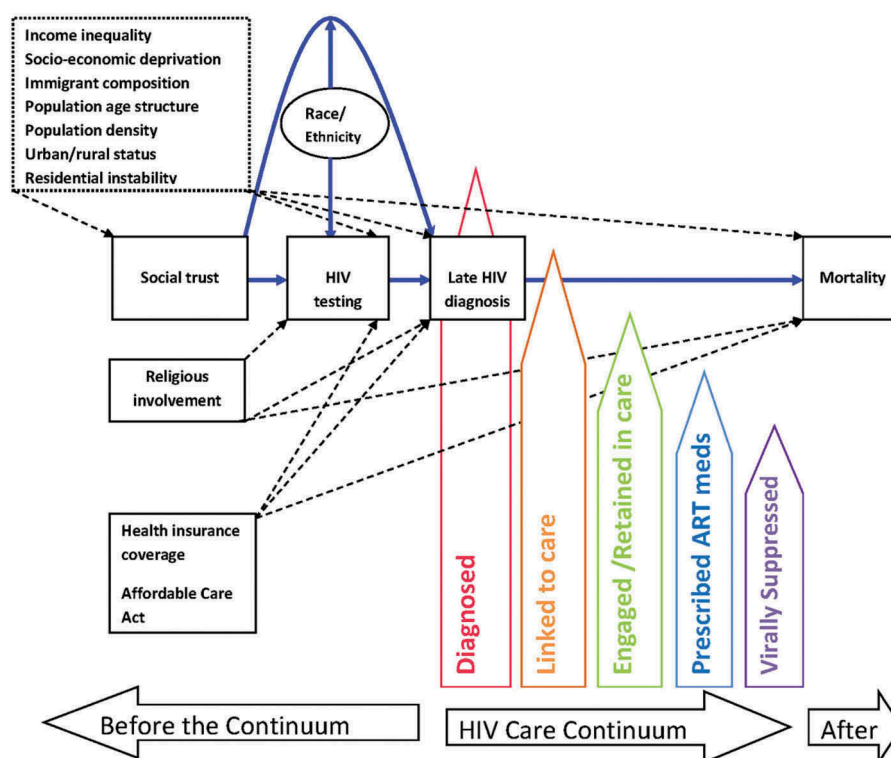 Income inequality
Socio-economic deprivation
Immigrant composition
Population age structure
Population density
Urban/rural status
Residential instability
Race/
Ethnicity
Social trust
HIV
testing
Late HIV
diagnosis
Mortality
Religious
involvement
Health insurance
coverage
Affordable Care
Act
Diagnosed
Linked to care
Engaged /Retained in care
Prescribed ART meds
Virally Suppressed
Before the Continuum
HIV Care Continuum
After